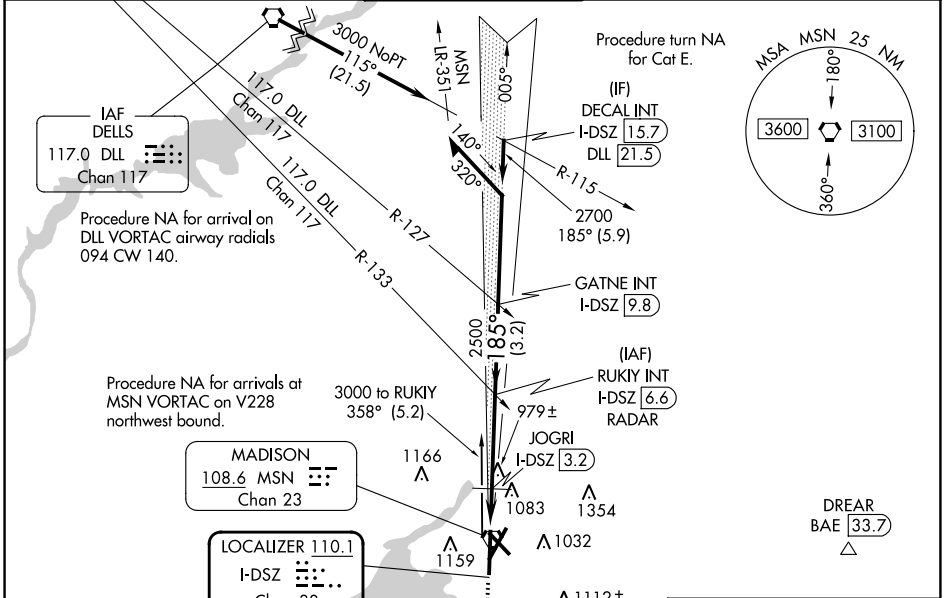 3000 NoPT
115°
(21.5)
MSN
LR-351
005°
Procedure turn NA
for Cat E.
MSA MSN 25 NM
180°
3600
3100
360°
(IF)
DECAL INT
I-DSZ 15.7
DLL 21.5
IAF
DELLS
117.0 DLL
Chan 117
117.0 DLL
Chan 117
117.0 DLL
Chan 117
140°
320°
R-115
2700
185° (5.9)
Procedure NA for arrival on
DLL VORTAC airway radials
094 CW 140.
R-127
R-133
GATNE INT
I-DSZ 9.8
2500
185°
(3.2)
(IAF)
RUKIY INT
I-DSZ 6.6
RADAR
Procedure NA for arrivals at
MSN VORTAC on V228
northwest bound.
3000 to RUKIY
358° (5.2)
979±
JOGRI
I-DSZ 3.2
1166
1083
1354
MADISON
108.6 MSN
Chan 23
DREAR
BAE 33.7
1159
1032
LOCALIZER 110.1
I-DSZ
1112±